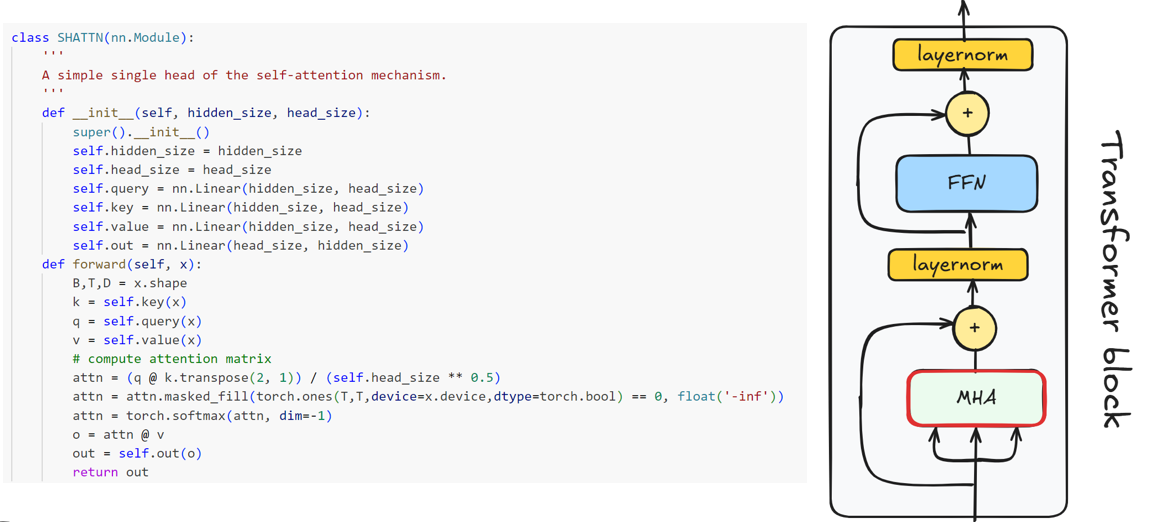 class SHATTN(nn.Module):
    '''
    A simple single head of the self-attention mechanism.
    '''
    def __init__(self, hidden_size, head_size):
        super().__init__()
        self.hidden_size = hidden_size
        self.head_size = head_size
        self.query = nn.Linear(hidden_size, head_size)
        self.key = nn.Linear(hidden_size, head_size)
        self.value = nn.Linear(hidden_size, head_size)
        self.out = nn.Linear(head_size, hidden_size)
    def forward(self, x):
        B,T,D = x.shape
        k = self.key(x)
        q = self.query(x)
        v = self.value(x)
        # compute attention matrix
        attn = (q @ k.transpose(2, 1)) / (self.head_size ** 0.5)
        attn = attn.masked_fill(torch.ones(T,T,device=x.device,dtype=torch.bool) == 0, float('-inf'))
        attn = torch.softmax(attn, dim=-1)
        o = attn @ v
        out = self.out(o)
        return out
layernorm
+
FFN
layernorm
+
MHA
Transformer block